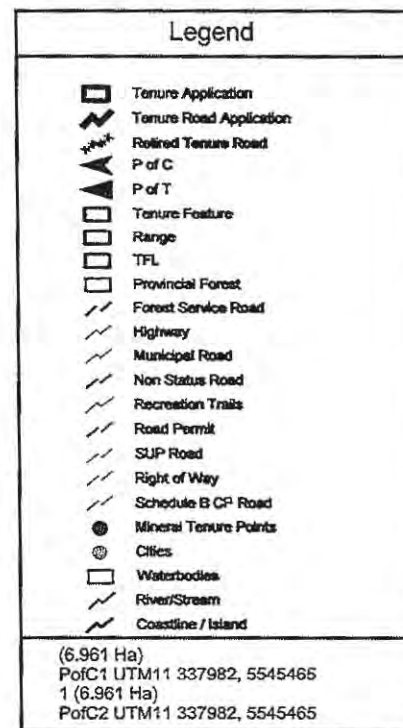 Legend
Tenure Application
Tenure Road Application
Retired Tenure Road
P of C
P of T
Tenure Feature
Range
TFL
Provincial Forest
Forest Service Road
Highway
Municipal Road
Non Status Road
Recreation Trails
Road Permit
SUP Road
Right of Way
Schedule B CP Road
Mineral Tenure Points
Cities
Waterbodies
River/Stream
Coastline / Island
(6.961 Ha)
PofC1 UTM11 337982, 5545465
1 (6.961 Ha)
PofC2 UTM11 337982, 5545465